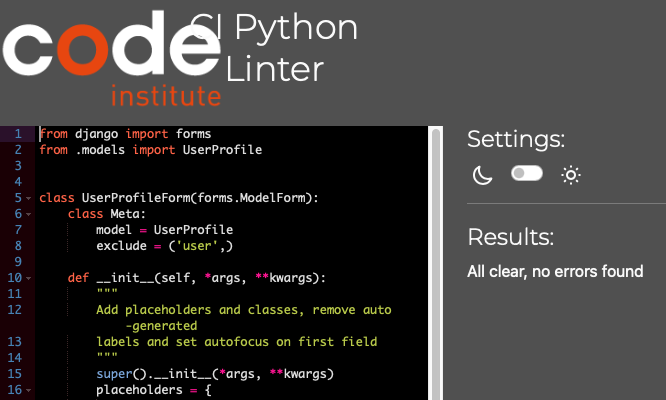 code
institute
CI Python
Linter
1 from django import forms
2 from .models import UserProfile
3
4
5 class UserProfileForm(forms.ModelForm):
6 class Meta:
7 model = UserProfile
8 exclude = ('user',)
9
10 def __init__(self, *args, **kwargs):
11 """
12 Add placeholders and classes, remove auto
-generated
13 labels and set autofocus on first field
14 """
15 super().__init__(*args, **kwargs)
16 placeholders = {
Settings:
Results:
All clear, no errors found